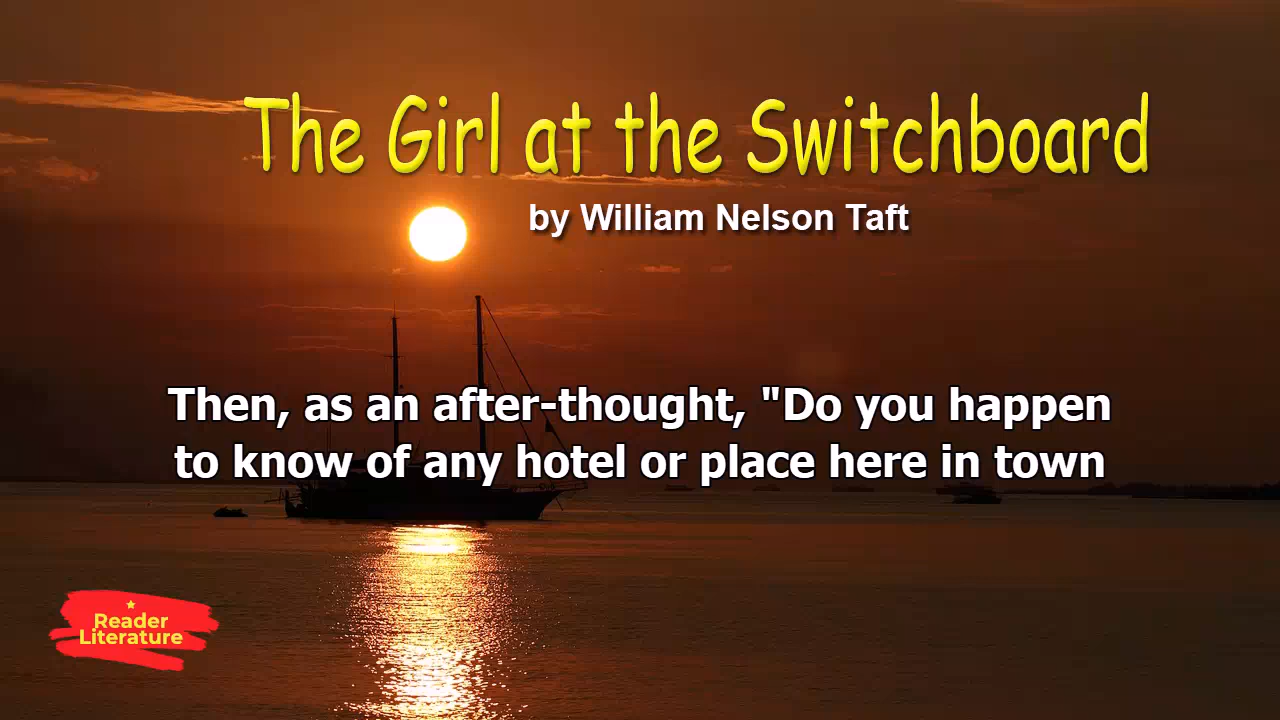 The Girl at the Switchboard
by William Nelson Taft
Then, as an after-thought, "Do you happen
to know of any hotel or place here in town
Reader
Literature